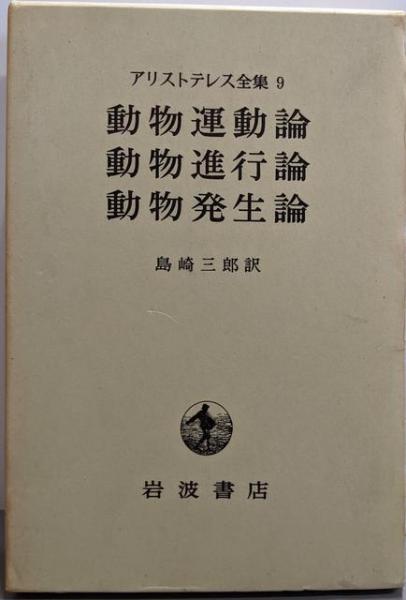 アリストテレス全集 9
動物運動論
動物進行論
動物発生論
島崎三郎訳
岩波書店